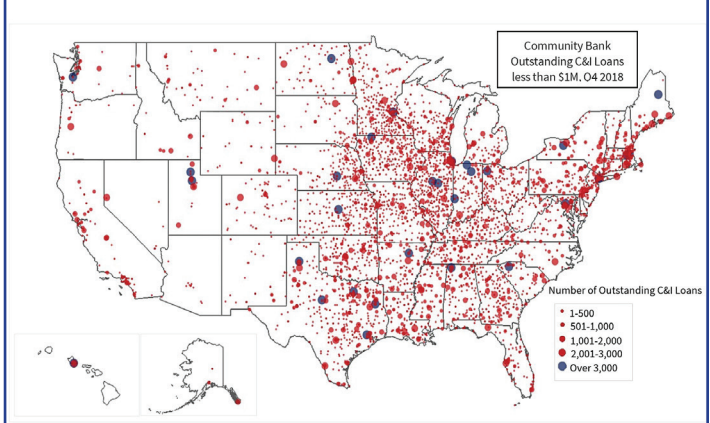 Community Bank
Outstanding C&I Loans
less than $1M, Q4 2018
Number of Outstanding C&I Loans
1-500
501-1,000
1,001-2,000
2,001-3,000
Over 3,000